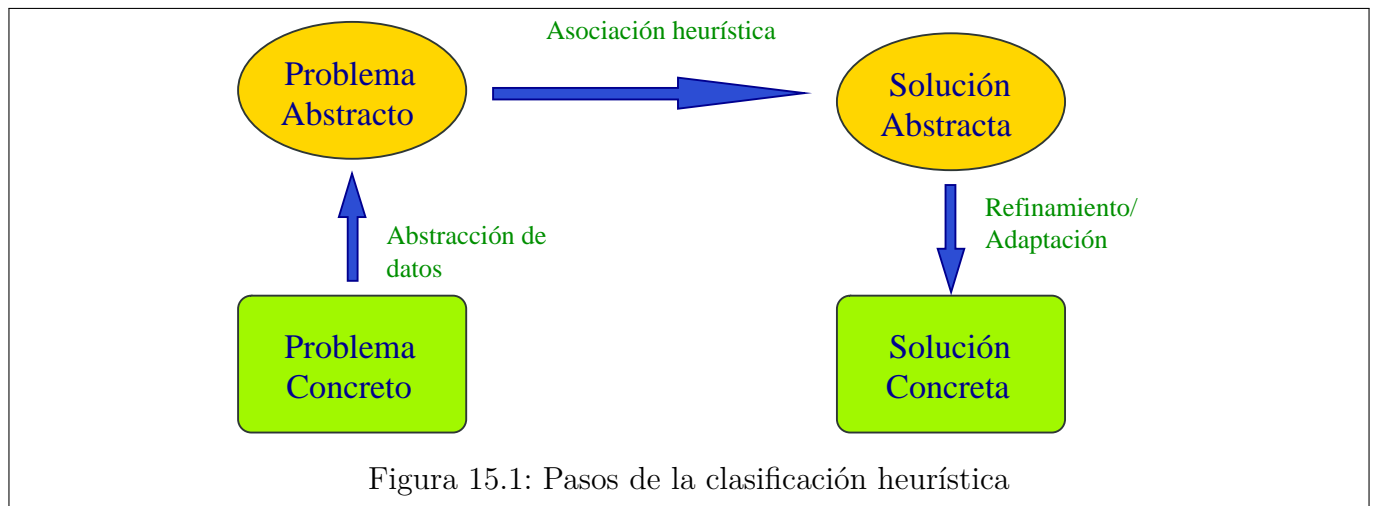 Asociación heurística
Problema
Abstracto
Solución
Abstracta
Abstracción de
datos
Refinamiento/
Adaptación
Problema
Concreto
Solución
Concreta
Figura 15.1: Pasos de la clasificación heurística